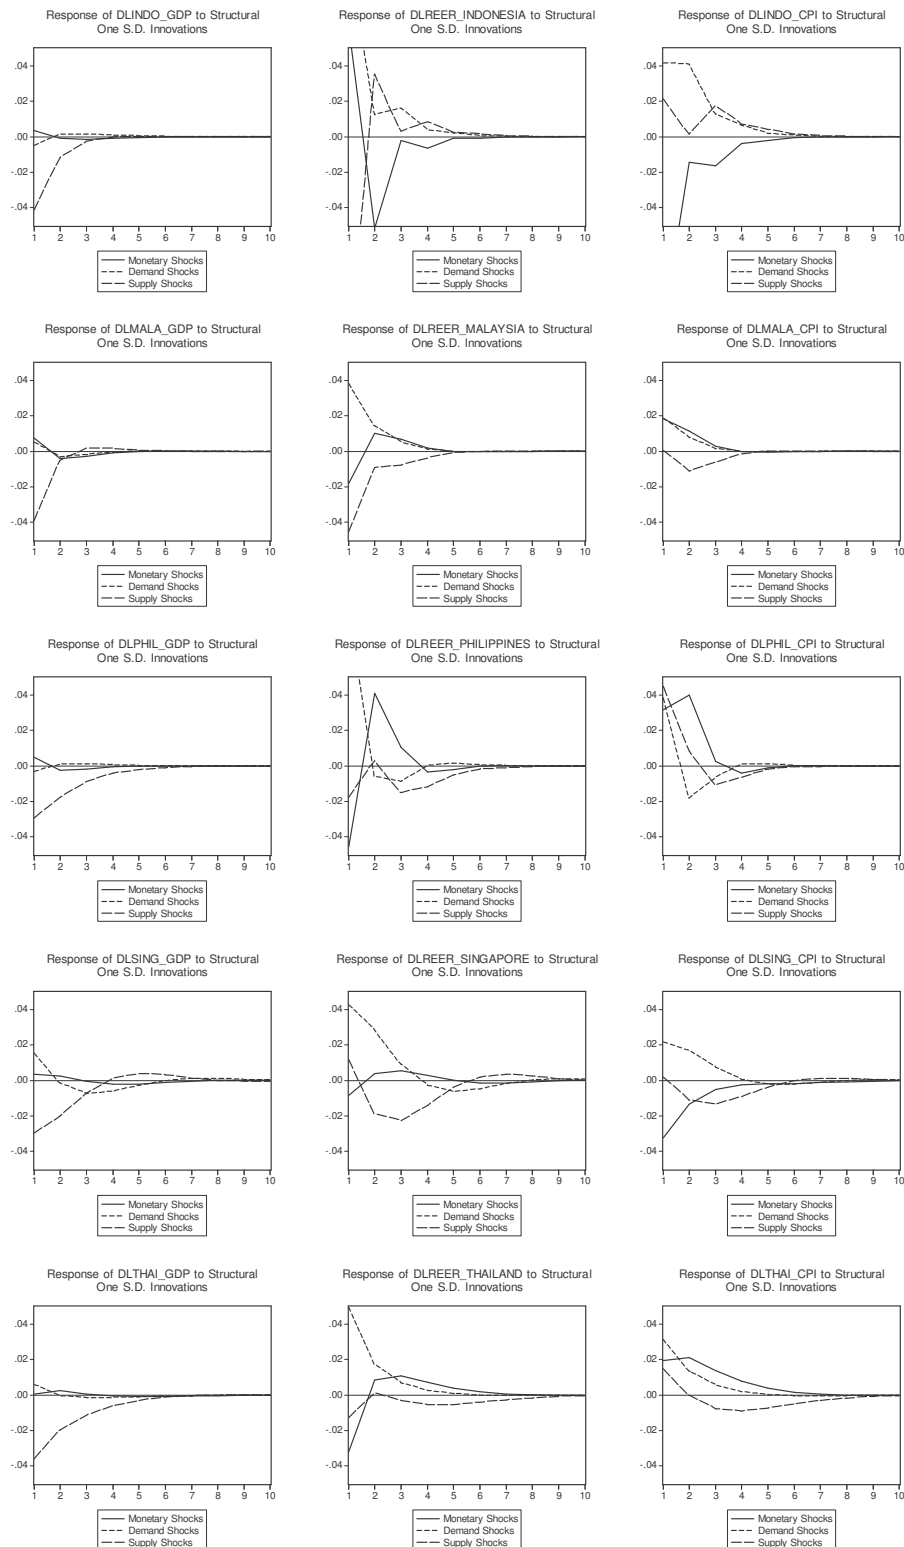 Response of DLINDO_GDP to Structural
One S.D. Innovations
.04
.02
.00
-.02
-.04
1 2 3 4 5 6 7 8 9 10
Monetary Shocks
Demand Shocks
Supply Shocks
Response of DLREER_INDONESIA to Structural
One S.D. Innovations
.04
.02
.00
-.02
-.04
1 2 3 4 5 6 7 8 9 10
Monetary Shocks
Demand Shocks
Supply Shocks
Response of DLINDO_CPI to Structural
One S.D. Innovations
.04
.02
.00
-.02
-.04
1 2 3 4 5 6 7 8 9 10
Monetary Shocks
Demand Shocks
Supply Shocks
Response of DLMALA_GDP to Structural
One S.D. Innovations
.04
.02
.00
-.02
-.04
1 2 3 4 5 6 7 8 9 10
Monetary Shocks
Demand Shocks
Supply Shocks
Response of DLREER_MALAYSIA to Structural
One S.D. Innovations
.04
.02
.00
-.02
-.04
1 2 3 4 5 6 7 8 9 10
Monetary Shocks
Demand Shocks
Supply Shocks
Response of DLMALA_CPI to Structural
One S.D. Innovations
.04
.02
.00
-.02
-.04
1 2 3 4 5 6 7 8 9 10
Monetary Shocks
Demand Shocks
Supply Shocks
Response of DLPHIL_GDP to Structural
One S.D. Innovations
.04
.02
.00
-.02
-.04
1 2 3 4 5 6 7 8 9 10
Monetary Shocks
Demand Shocks
Supply Shocks
Response of DLREER_PHILIPPINES to Structural
One S.D. Innovations
.04
.02
.00
-.02
-.04
1 2 3 4 5 6 7 8 9 10
Monetary Shocks
Demand Shocks
Supply Shocks
Response of DLPHIL_CPI to Structural
One S.D. Innovations
.04
.02
.00
-.02
-.04
1 2 3 4 5 6 7 8 9 10
Monetary Shocks
Demand Shocks
Supply Shocks
Response of DLSING_GDP to Structural
One S.D. Innovations
.04
.02
.00
-.02
-.04
1 2 3 4 5 6 7 8 9 10
Monetary Shocks
Demand Shocks
Supply Shocks
Response of DLREER_SINGAPORE to Structural
One S.D. Innovations
.04
.02
.00
-.02
-.04
1 2 3 4 5 6 7 8 9 10
Monetary Shocks
Demand Shocks
Supply Shocks
Response of DLSING_CPI to Structural
One S.D. Innovations
.04
.02
.00
-.02
-.04
1 2 3 4 5 6 7 8 9 10
Monetary Shocks
Demand Shocks
Supply Shocks
Response of DLTHAI_GDP to Structural
One S.D. Innovations
.04
.02
.00
-.02
-.04
1 2 3 4 5 6 7 8 9 10
Monetary Shocks
Demand Shocks
Supply Shocks
Response of DLREER_THAILAND to Structural
One S.D. Innovations
.04
.02
.00
-.02
-.04
1 2 3 4 5 6 7 8 9 10
Monetary Shocks
Demand Shocks
Supply Shocks
Response of DLTHAI_CPI to Structural
One S.D. Innovations
.04
.02
.00
-.02
-.04
1 2 3 4 5 6 7 8 9 10
Monetary Shocks
Demand Shocks
Supply Shocks